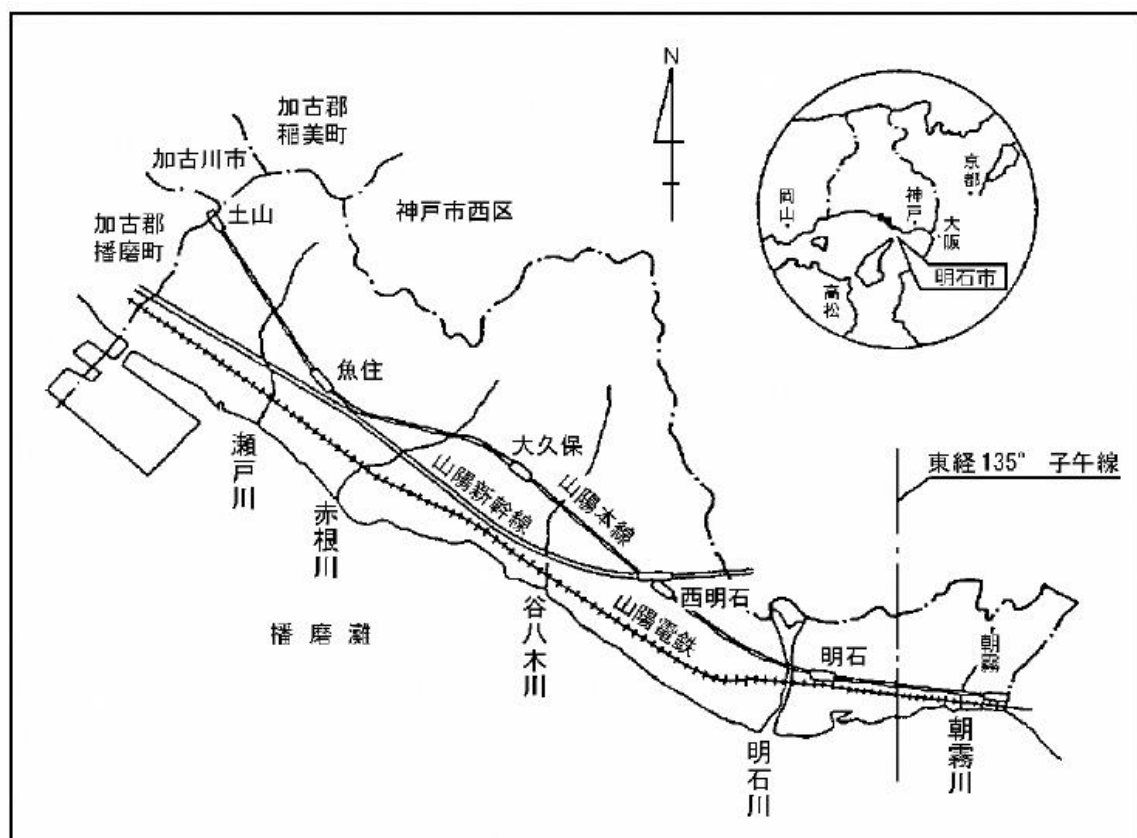 N
加古郡
稲美町
加古川市
土山
加古郡
播磨町
神戸市西区
岡山
神戸
京都
大阪
明石市
高松
魚住
大久保
瀬戸川
赤根川
山陽新幹線
山陽本線
東経135° 子午線
谷八木川
西明石
山陽電鉄
播磨灘
明石
朝霧
明石川
朝霧川